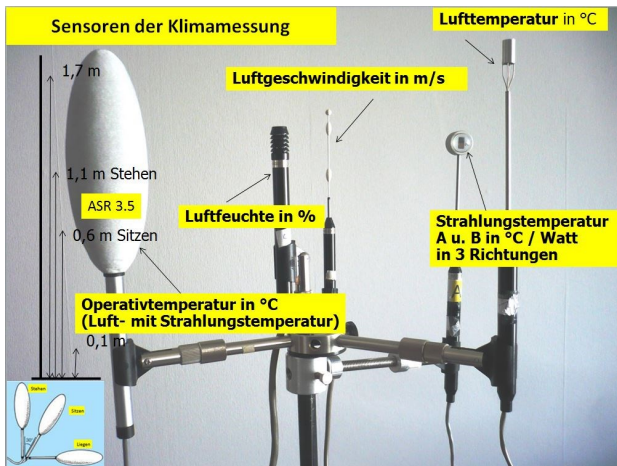 Sensoren der Klimamessung
Lufttemperatur in °C
1,7 m
Luftgeschwindigkeit in m/s
1,1 m Stehen
ASR 3.5
Luftfeuchte in %
0,6 m Sitzen
Strahlungstemperatur
A u. B in °C / Watt
in 3 Richtungen
Operativtemperatur in °C
(Luft- mit Strahlungstemperatur)
0,1 m
Stehen
Sitzen
Liegen